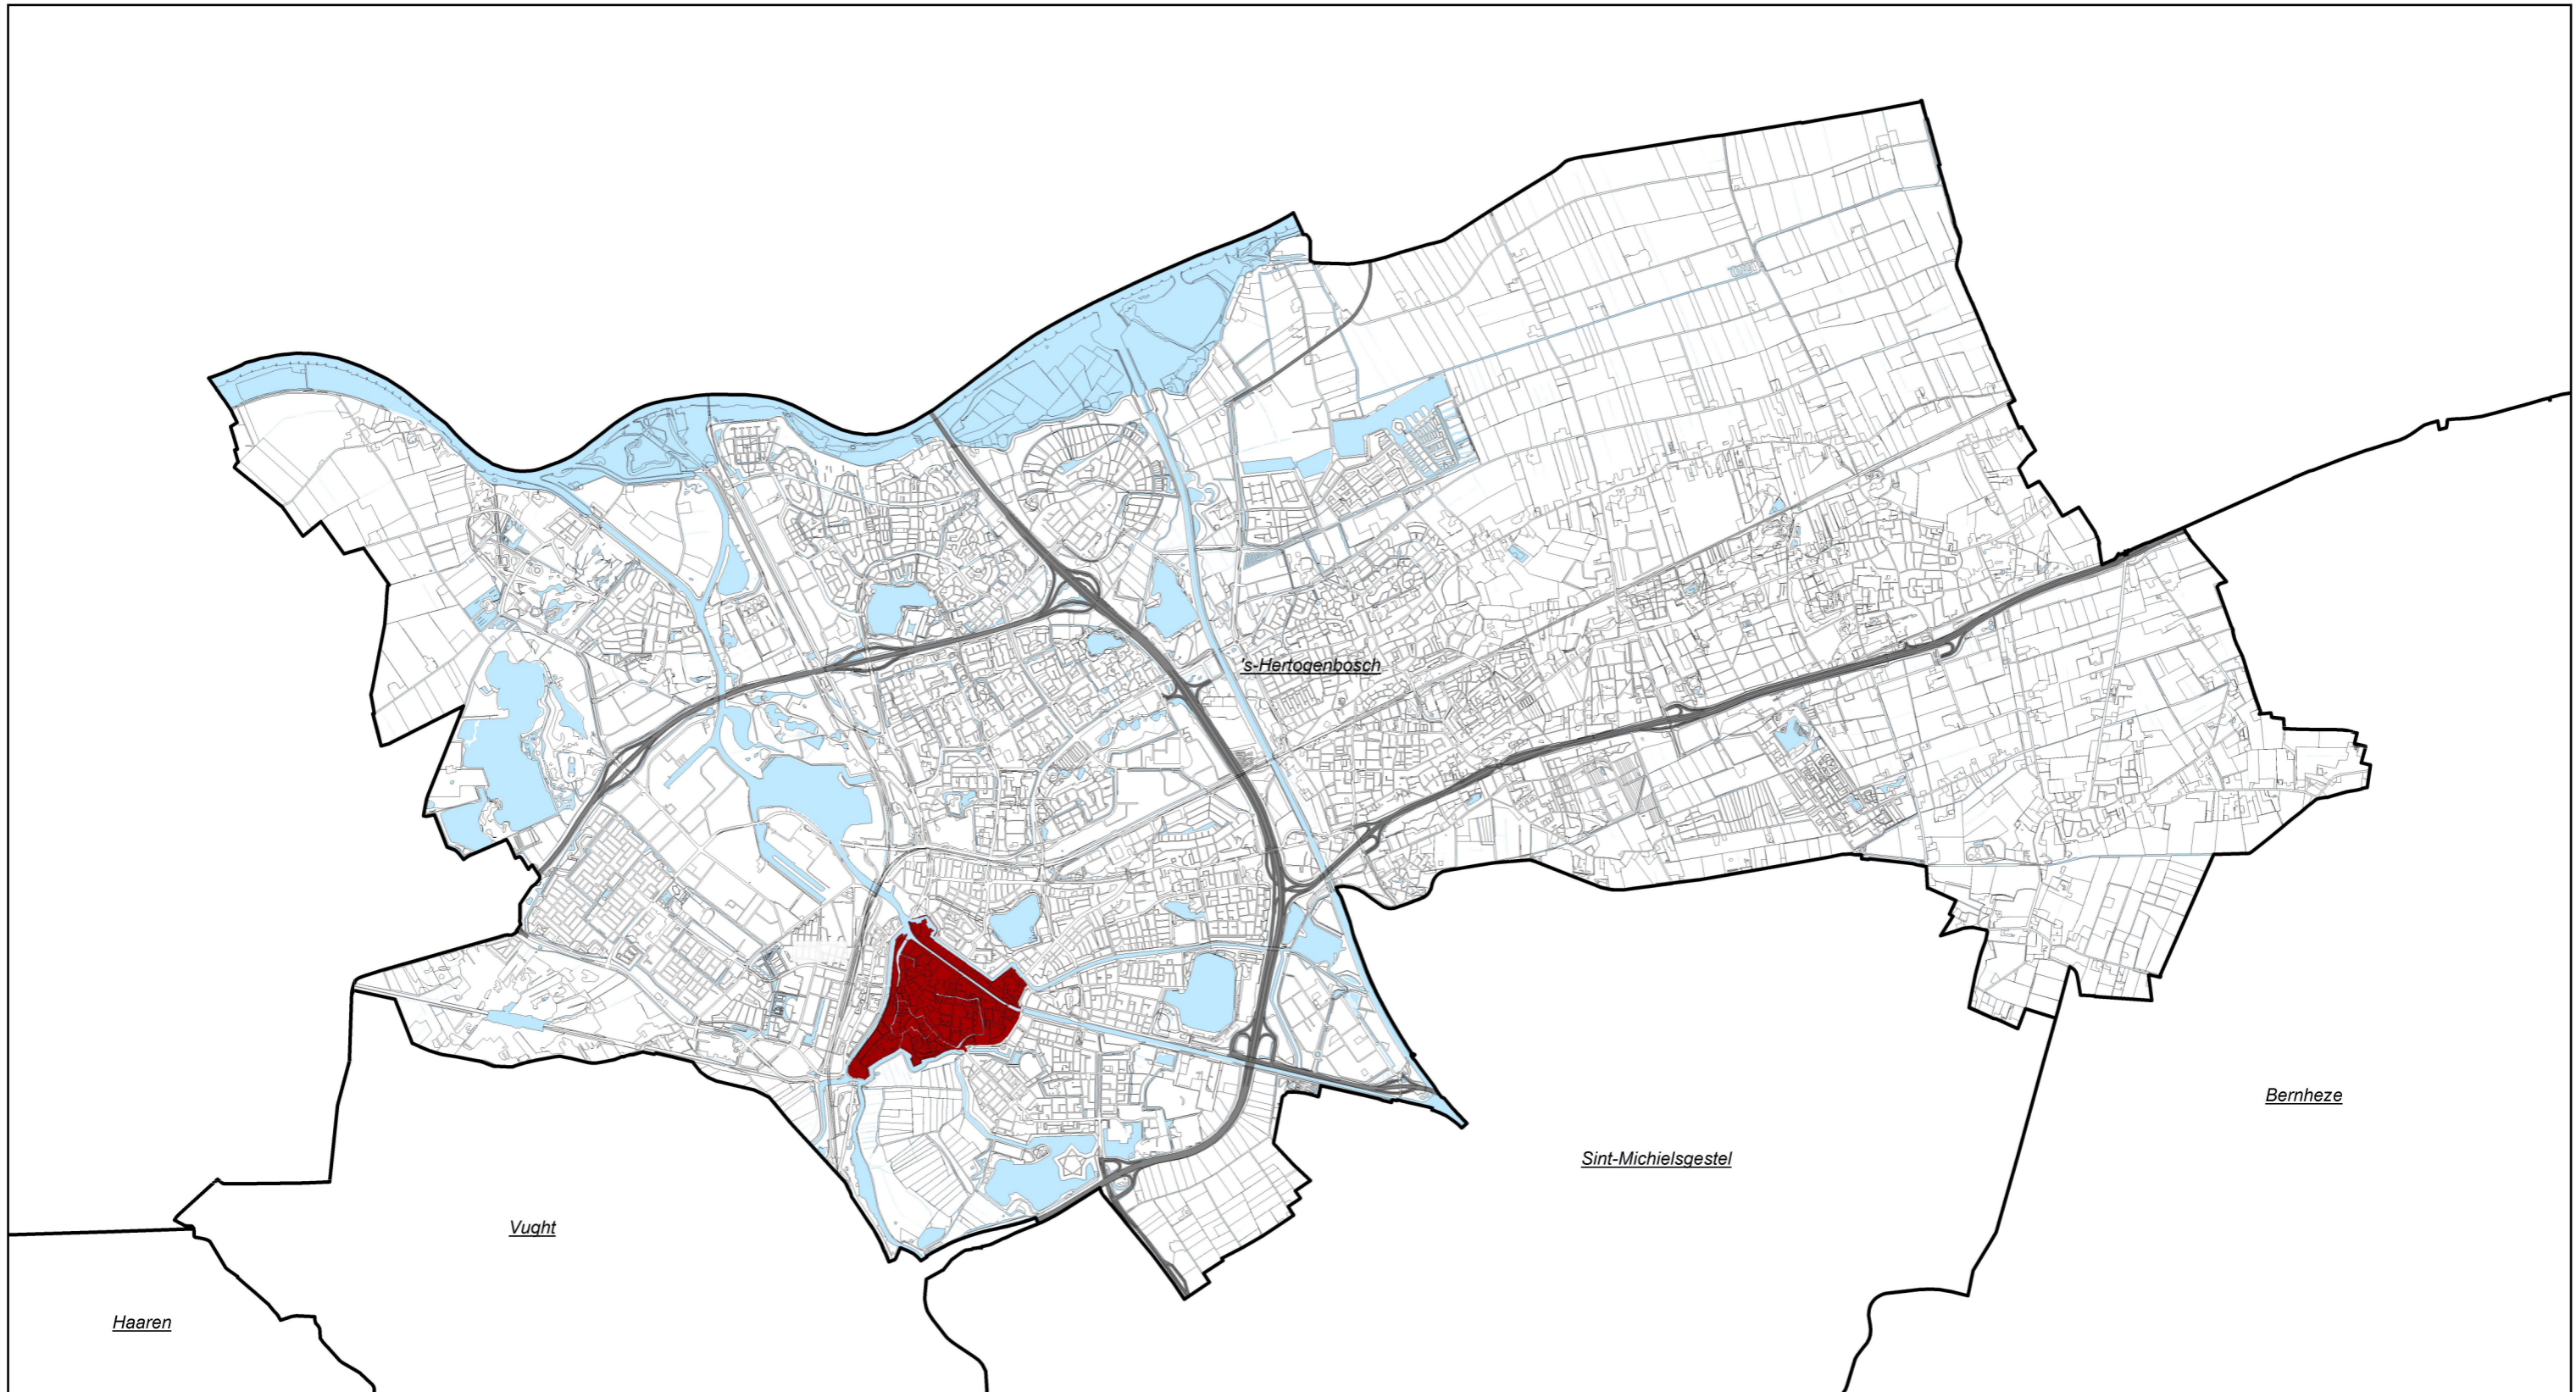 's-Hertogenbosch
Bernheze
Sint-Michielsgestel
Vught
Haaren